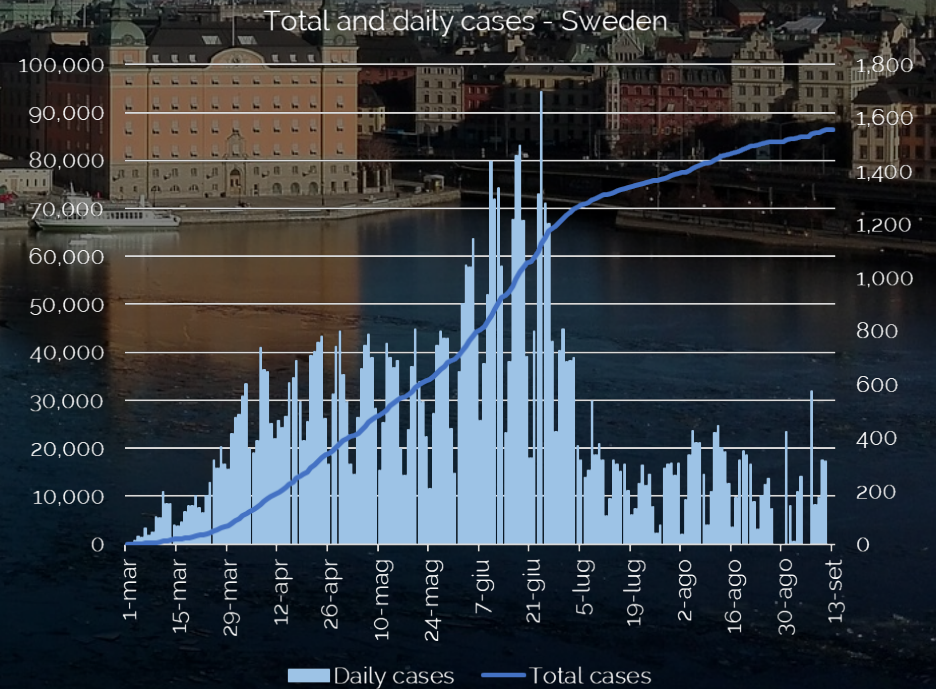 Total and daily cases - Sweden
100,000
90,000
80,000
70,000
60,000
50,000
40,000
30,000
20,000
10,000
0
1,800
1,600
1,400
1,200
1,000
800
600
400
200
0
1-mar
15-mar
29-mar
12-apr
26-apr
10-mag
24-mag
7-giu
21-giu
5-lug
19-lug
2-ago
16-ago
30-ago
13-set
Daily cases
Total cases